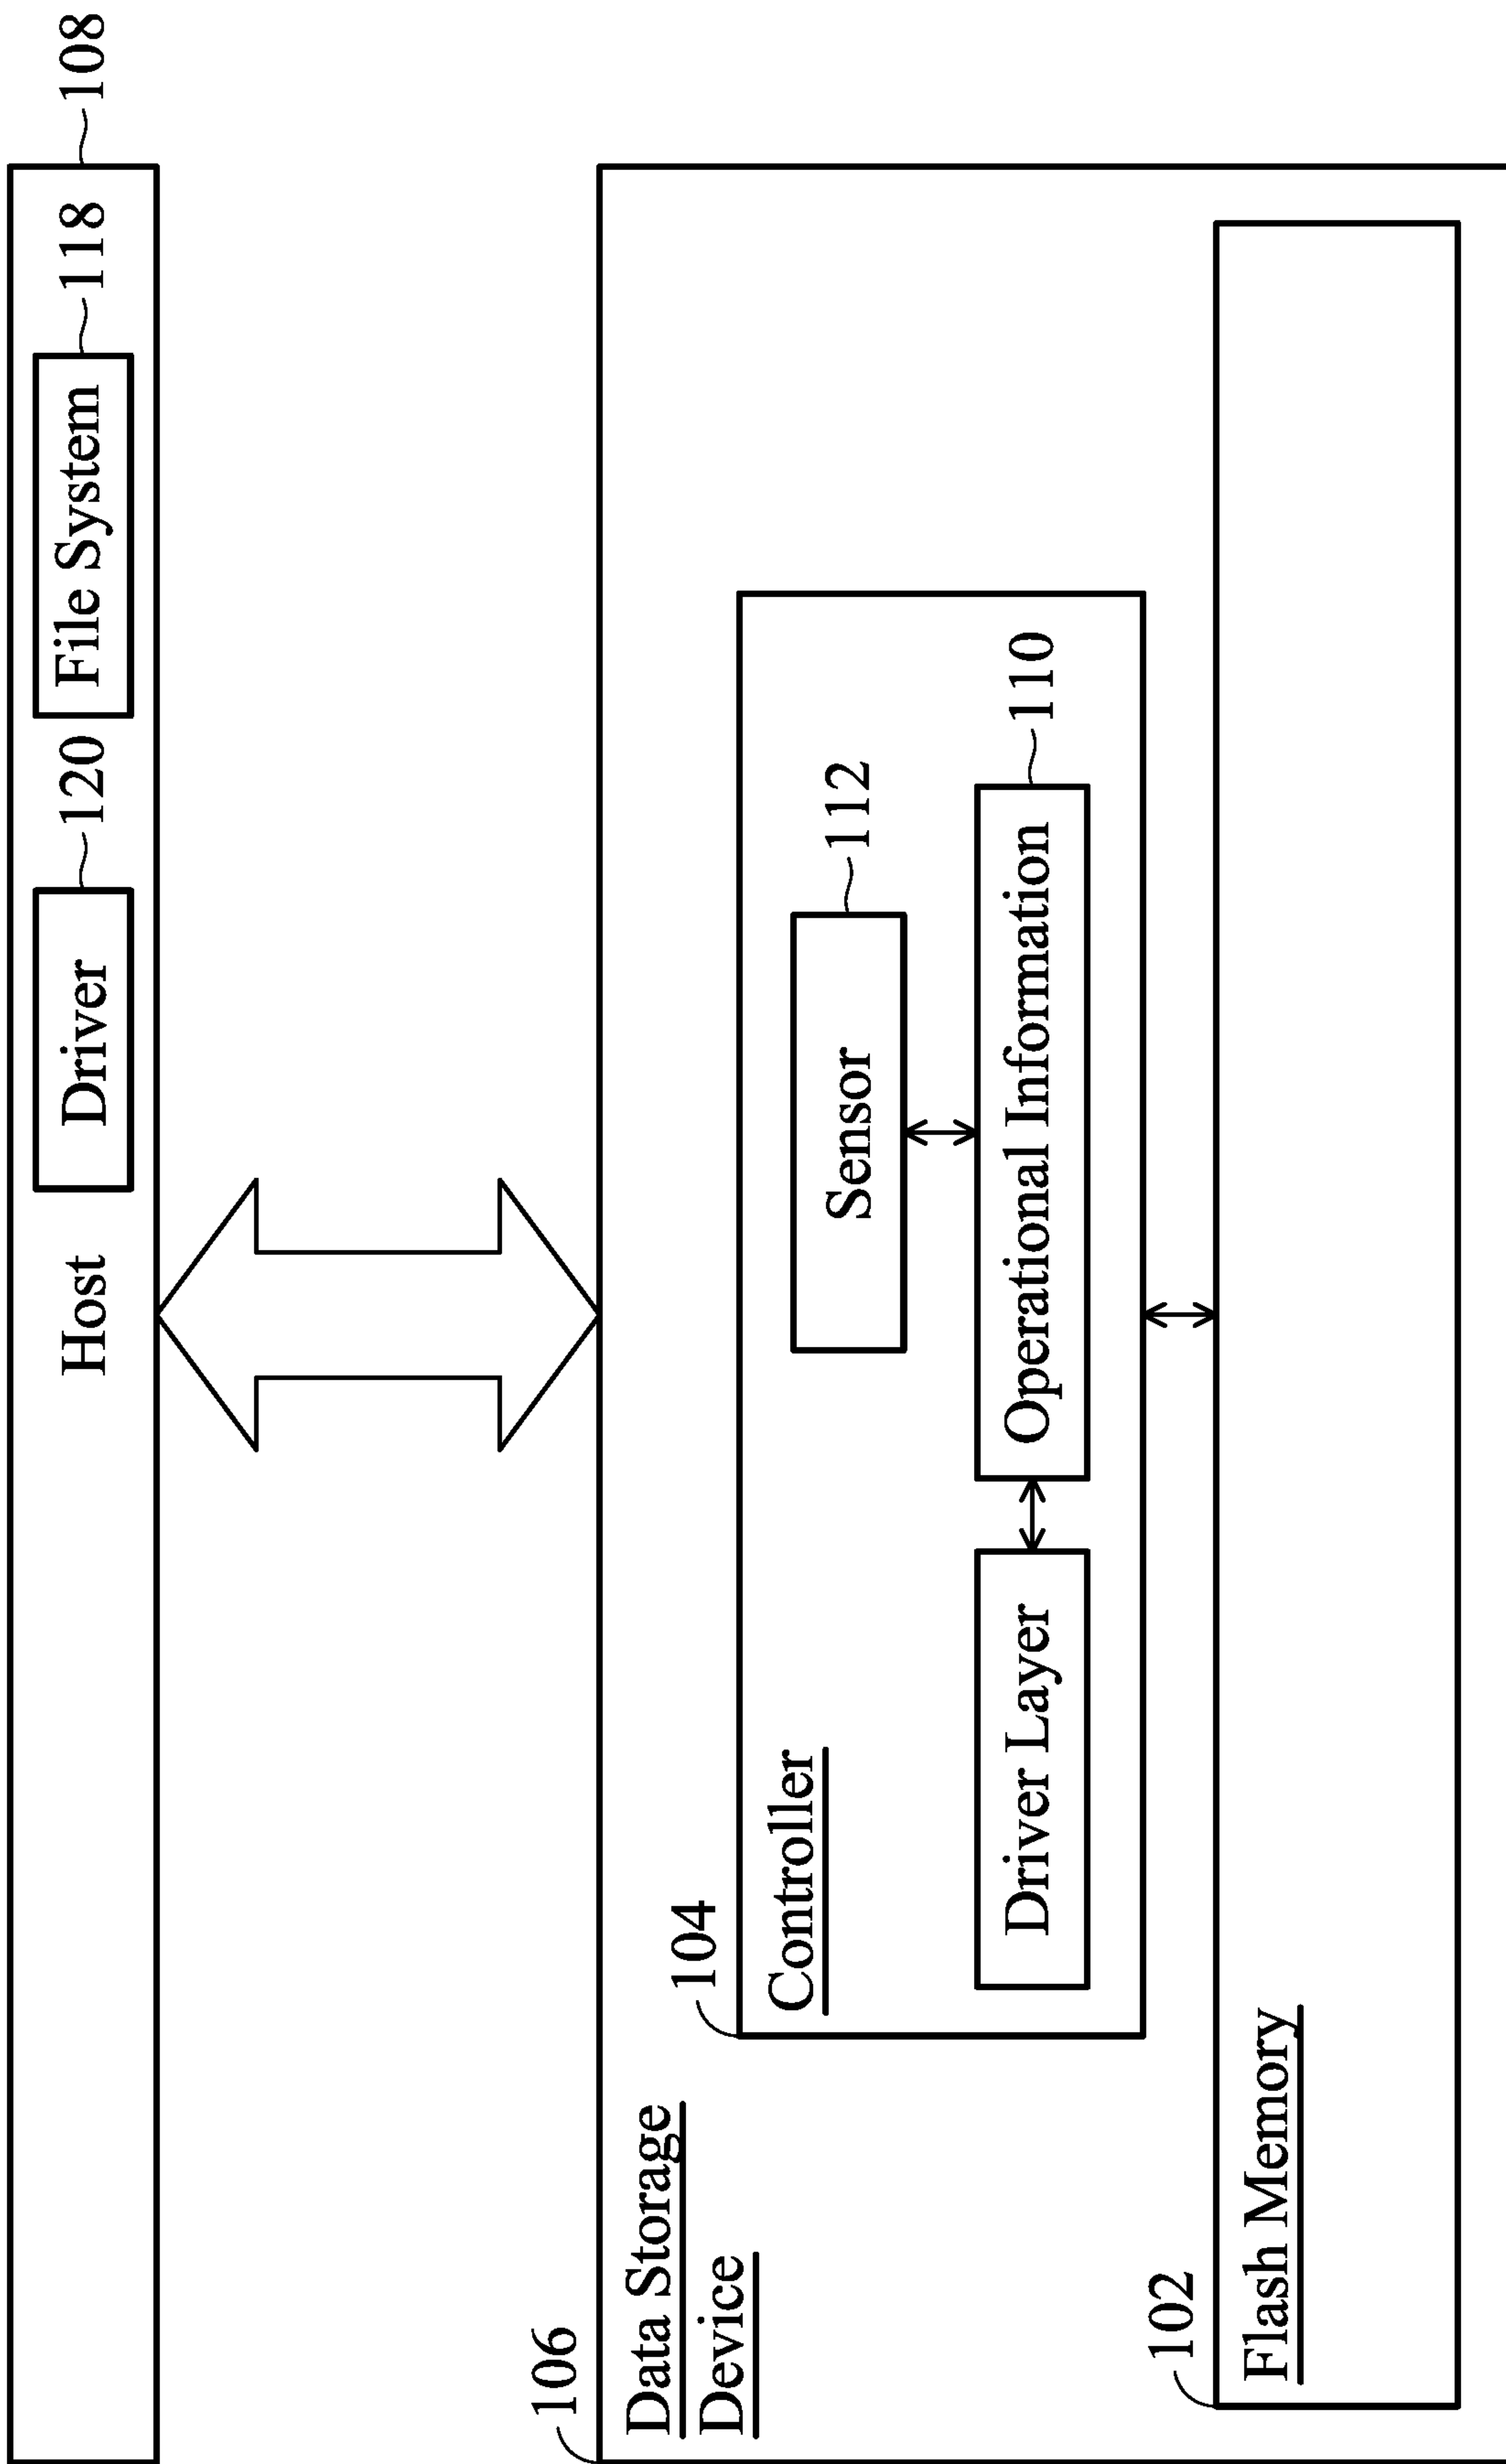 Host
Driver
120
File System
118
108
106
Data Storage
Device
104
Controller
Sensor
112
Driver Layer
Operational Information
110
102
Flash Memory